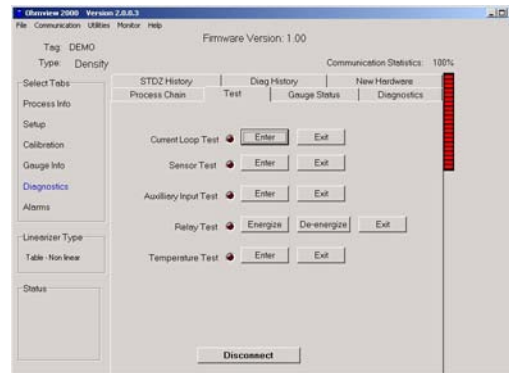 Ohmview 2000 Version 2.0.0.3
File Communication Utilities Monitor Help
Firmware Version: 1.00
Tag: DEMO
Type: Density
Communication Statistics: 100%
Select Tabs
Process Info
Setup
Calibration
Gauge Info
Diagnostics
Alarms
Linearizer Type
Table - Non linear
Status
STDZ History Diag History New Hardware
Process Chain Test Gauge Status Diagnostics
Current Loop Test Enter Exit
Sensor Test Enter Exit
Auxilliary Input Test Enter Exit
Relay Test Energize De-energize Exit
Temperature Test Enter Exit
Disconnect